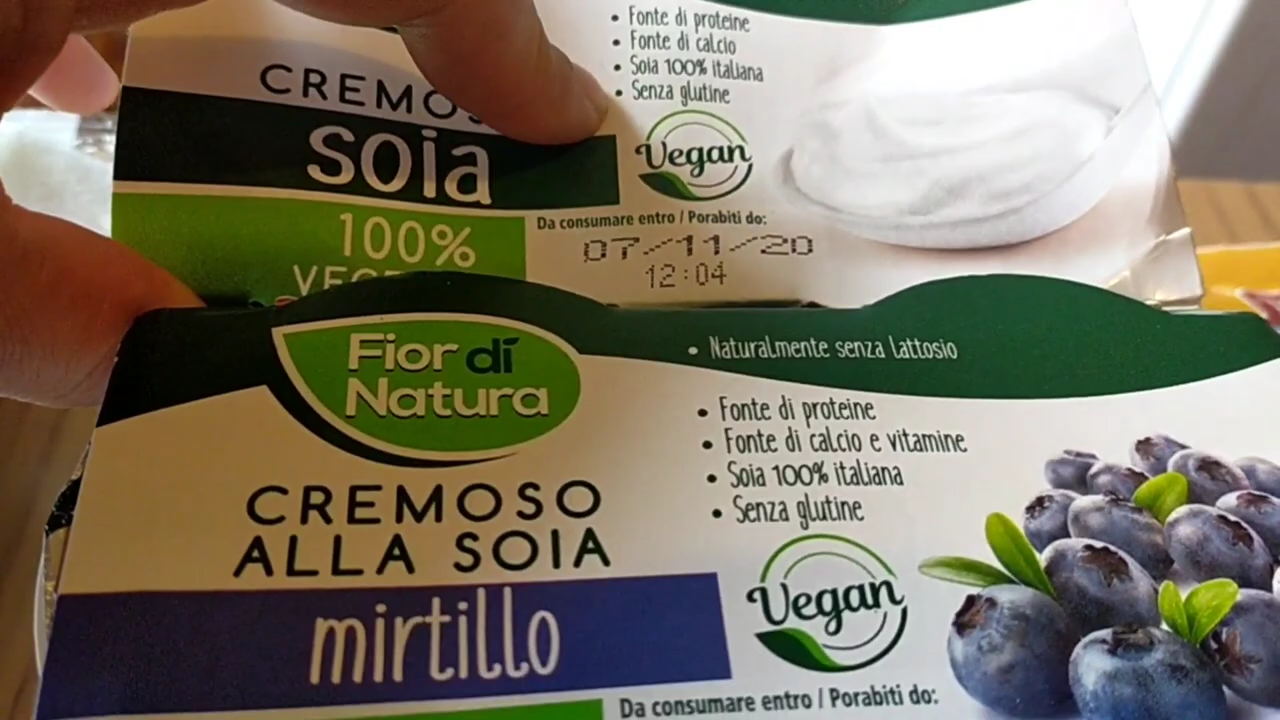 • Fonte di proteine
• Fonte di calcio
• Soia 100% italiana
• Senza glutine
soia
100%
Vegan
Da consumare entro / Porabiti do:
07/11/20
12:04
Fior di
Natura
• Naturalmente senza lattosio
• Fonte di proteine
• Fonte di calcio e vitamine
• Soia 100% italiana
• Senza glutine
CREMOSO
ALLA SOIA
mirtillo
Vegan
Da consumare entro / Porabiti do: